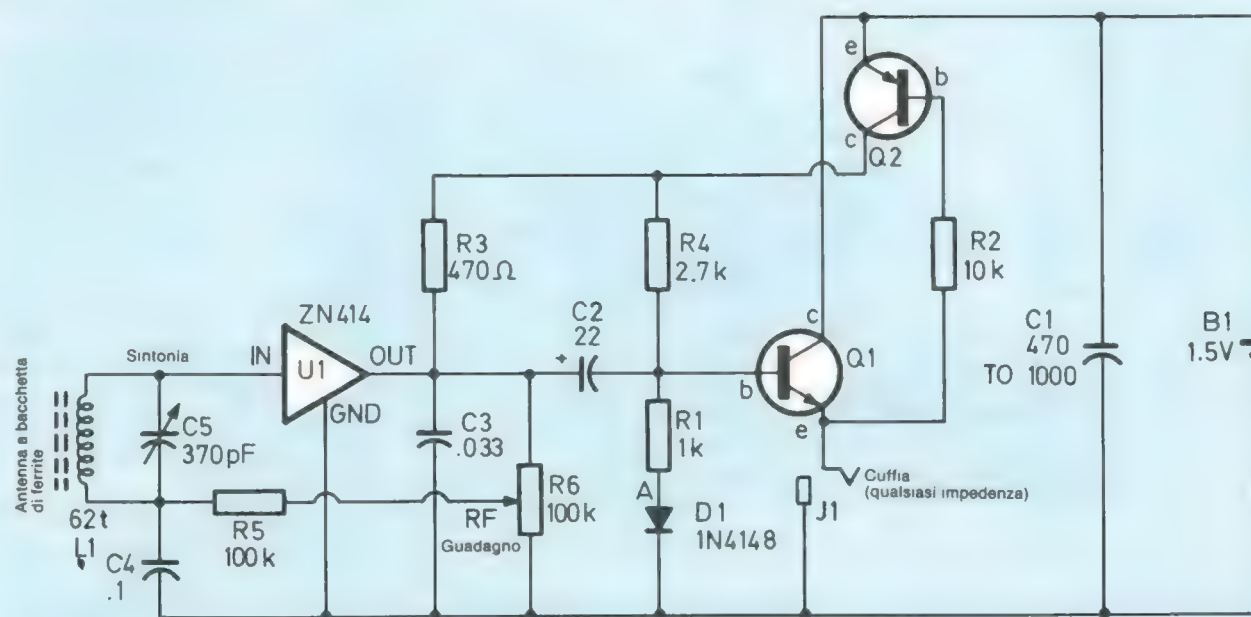 e
b
c
Q2
R3
470Ω
R4
2.7k
R2
10k
ZN414
C2
22
+
c
C1
470
TO 1000
B1
1.5V
Antenna a bacchetta
di ferrite
Sintonia
IN
U1
OUT
GND
b
Q1
e
C5
370pF
C3
.033
R1
1k
R6
100k
A
Cuffia
(qualsiasi impedenza)
J1
62t
L1
R5
100k
RF
Guadagno
D1
1N4148
C4
.1